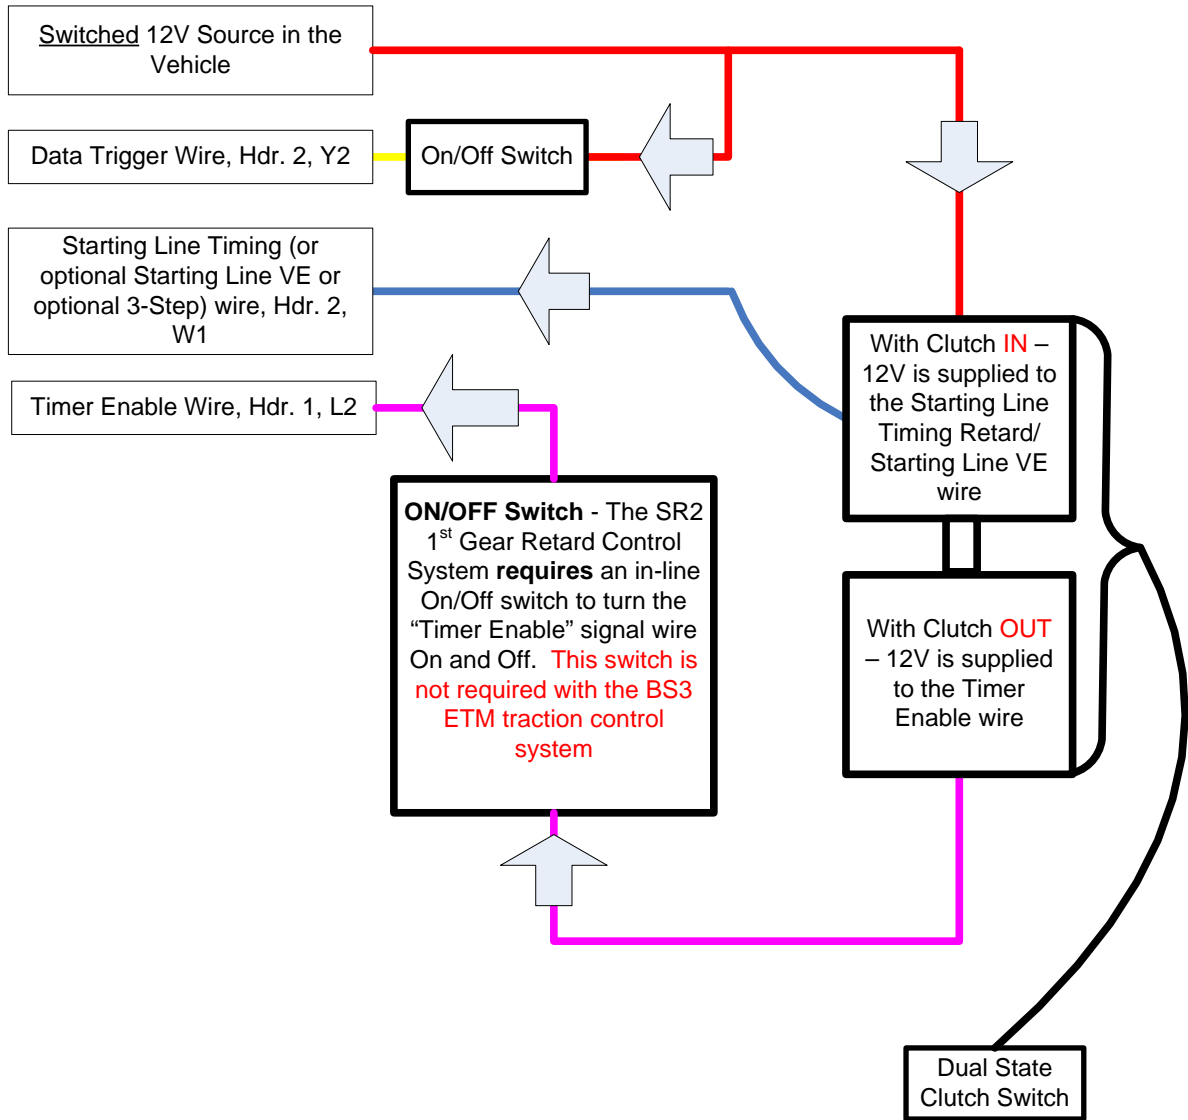 Switched 12V Source in the
Vehicle
Data Trigger Wire, Hdr. 2, Y2
On/Off Switch
Starting Line Timing (or
optional Starting Line VE or
optional 3-Step) wire, Hdr. 2,
W1
Timer Enable Wire, Hdr. 1, L2
With Clutch IN –
12V is supplied to
the Starting Line
Timing Retard/
Starting Line VE
wire
ON/OFF Switch - The SR2
1st Gear Retard Control
System requires an in-line
On/Off switch to turn the
“Timer Enable” signal wire
On and Off.  This switch is
not required with the BS3
ETM traction control
system
With Clutch OUT
– 12V is supplied
to the Timer
Enable wire
Dual State
Clutch Switch